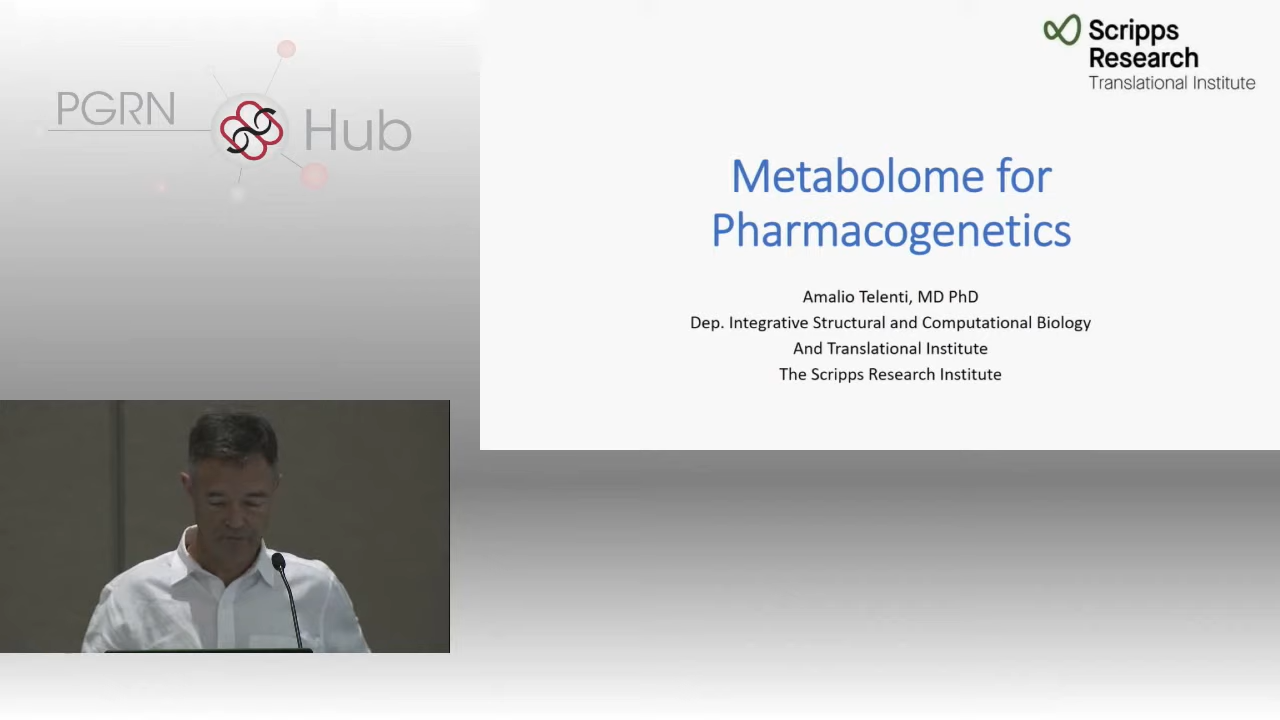 PGRN
Hub
Scripps
Research
Translational Institute
Metabolome for
Pharmacogenetics
Amalio Telenti, MD PhD
Dep. Integrative Structural and Computational Biology
And Translational Institute
The Scripps Research Institute